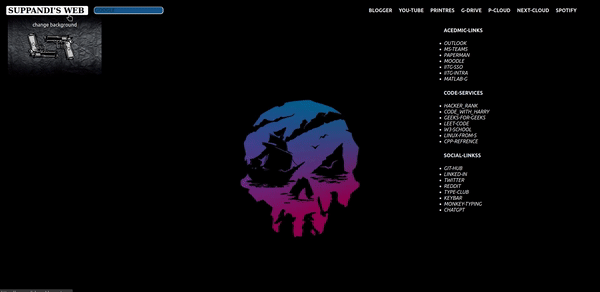 SUPPANDI'S WEB
BLOGGER YOU-TUBE PRINTRES G-DRIVE P-CLOUD NEXT-CLOUD SPOTIFY
change background
ACEDMIC-LINKS
OUTLOOK
MS-TEAMS
PAPERMAN
MOODLE
IITG-SSO
IITG-INTRA
MATLAB-G
CODE-SERVICES
HACKER_RANK
CODE_WITH_HARRY
GEEKS-FOR-GEEKS
LEET-CODE
W3-SCHOOL
LINUX-FROM-S
CPP-REFRENCE
SOCIAL-LINKSS
GIT-HUB
LINKED-IN
TWITTER
REDDIT
TYPE-CLUB
KEYBAR
MONKEY-TYPING
CHATGPT